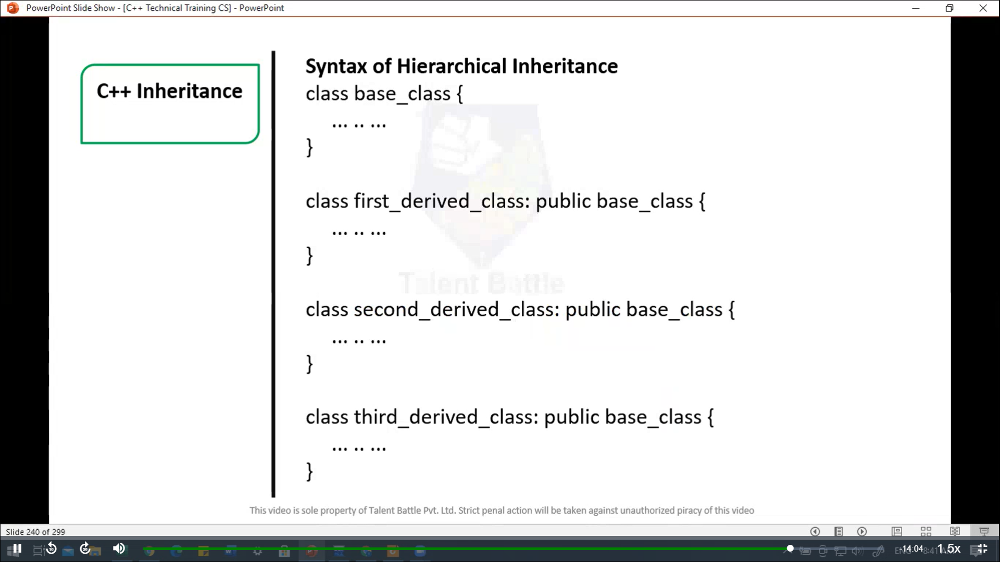 PowerPoint Slide Show - [C++ Technical Training CS] - PowerPoint
C++ Inheritance
Syntax of Hierarchical Inheritance
class base_class {
... .. ...
}
class first_derived_class: public base_class {
... .. ...
}
Talent Battle
class second_derived_class: public base_class {
... .. ...
}
class third_derived_class: public base_class {
... .. ...
}
This video is sole property of Talent Battle Pvt. Ltd. Strict penal action will be taken against unauthorized piracy of this video
Slide 240 of 299
10
30
-14:04
1.5x